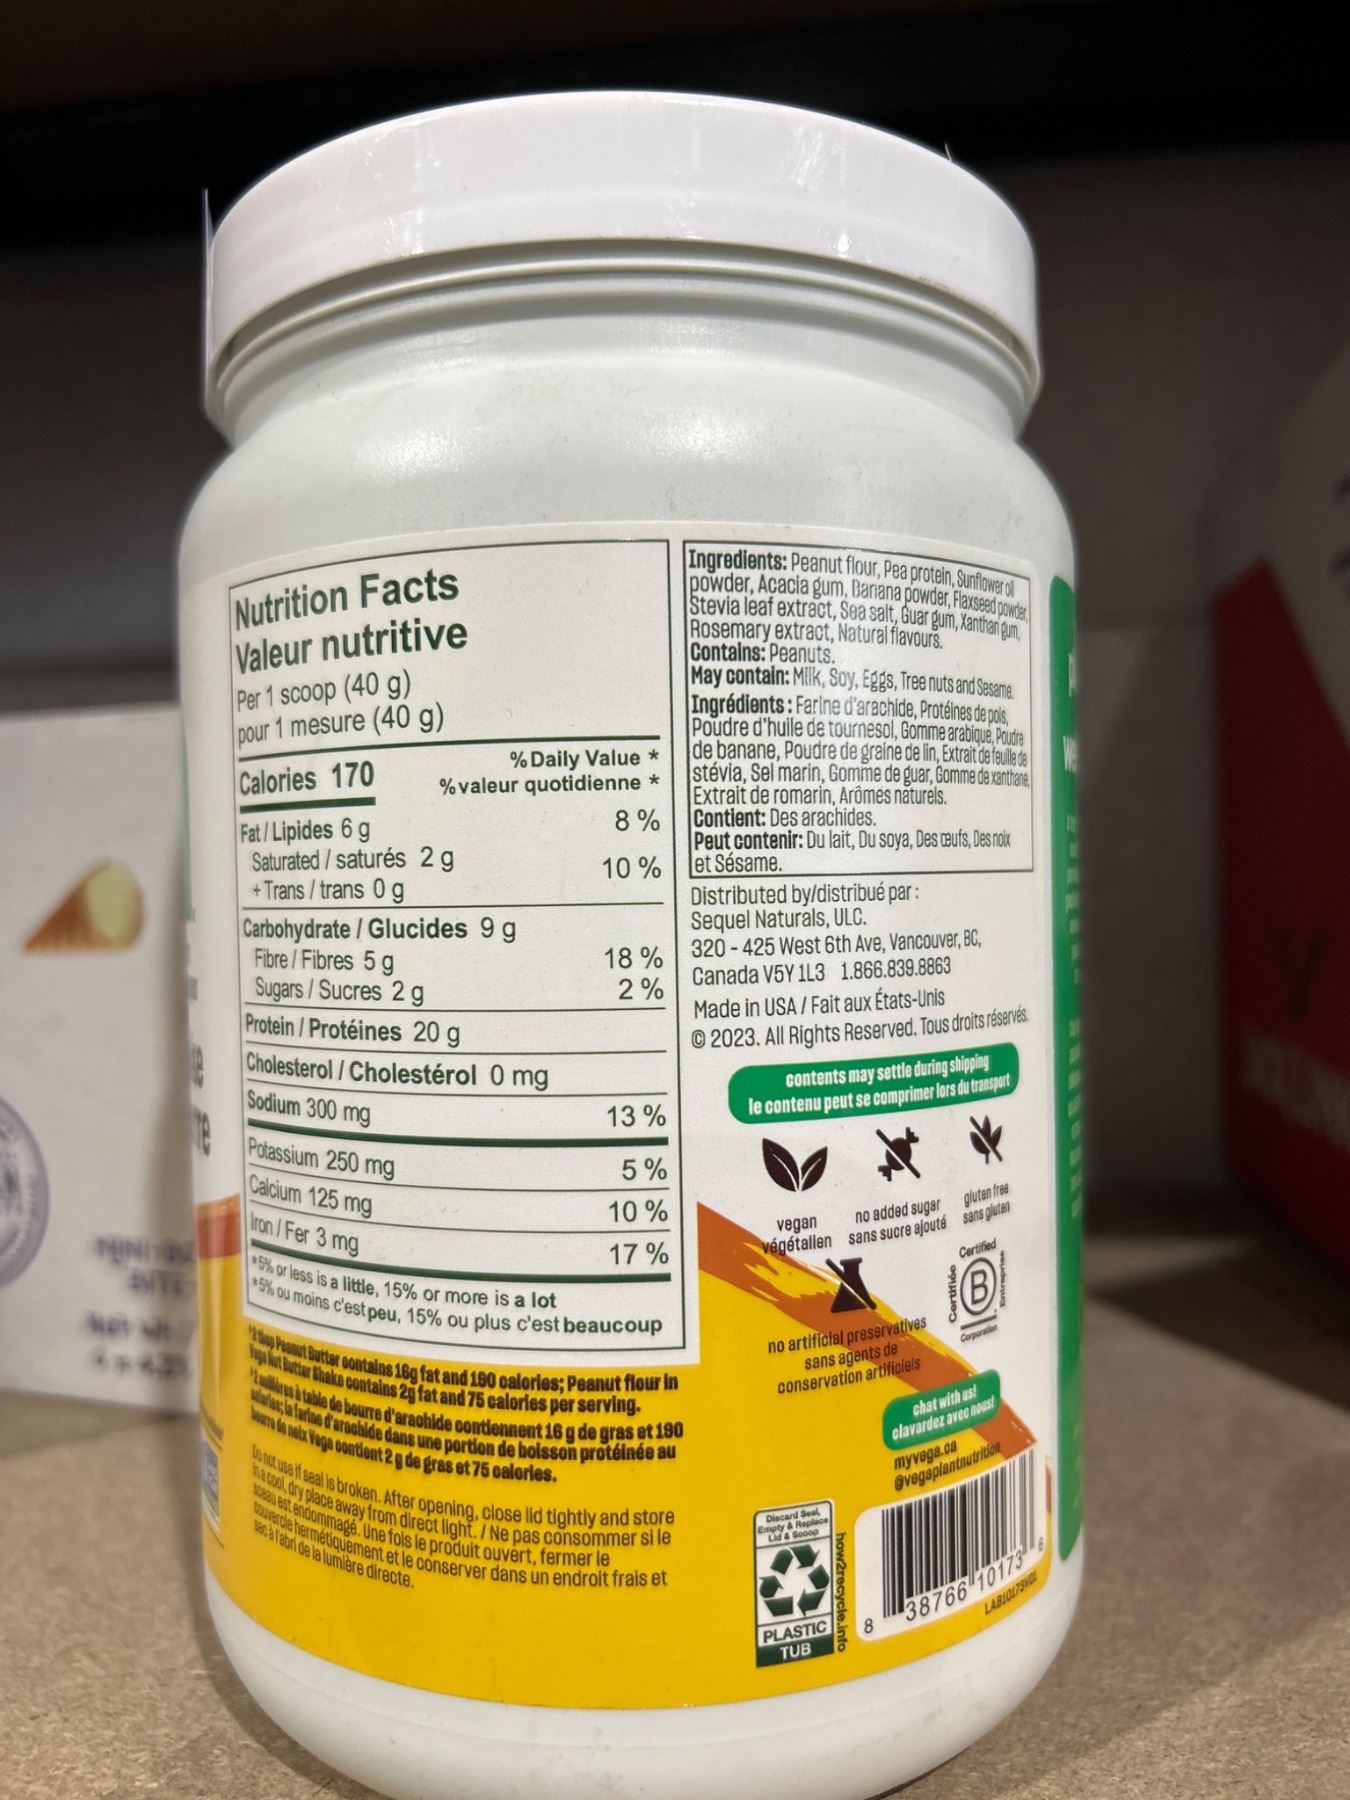 Nutrition Facts
Valeur nutritive
Per 1 scoop (40 g)
pour 1 mesure (40 g)
% Daily Value *
% valeur quotidienne *
Calories 170
Fat / Lipides 6 g 8 %
Saturated / saturés 2 g
+ Trans / trans 0 g 10 %
Carbohydrate / Glucides 9 g
Fibre / Fibres 5 g 18 %
Sugars / Sucres 2 g 2 %
Protein / Protéines 20 g
Cholesterol / Cholestérol 0 mg
Sodium 300 mg 13 %
Potassium 250 mg 5 %
Calcium 125 mg 10 %
Iron / Fer 3 mg 17 %
*5% or less is a little, 15% or more is a lot
*5% ou moins c'est peu, 15% ou plus c'est beaucoup
*2 tbsp Peanut Butter contains 16g fat and 190 calories; Peanut flour in
Vega Nut Butter Shake contains 2g fat and 75 calories per serving.
*2 cuillères à table de beurre d'arachide contiennent 16 g de gras et 190
calories; la farine d'arachide dans une portion de boisson protéinée au
beurre de noix Vega contient 2 g de gras et 75 calories.
Do not use if seal is broken. After opening, close lid tightly and store
in a cool, dry place away from direct light. / Ne pas consommer si le
sceau est endommagé. Une fois le produit ouvert, fermer le
couvercle hermétiquement et le conserver dans un endroit frais et
sec à l'abri de la lumière directe.
Ingredients: Peanut flour, Pea protein, Sunflower oil
powder, Acacia gum, Banana powder, Flaxseed powder,
Stevia leaf extract, Sea salt, Guar gum, Xanthan gum,
Rosemary extract, Natural flavours.
Contains: Peanuts.
May contain: Milk, Soy, Eggs, Tree nuts and Sesame.
Ingrédients : Farine d'arachide, Protéines de pois,
Poudre d'huile de tournesol, Gomme arabique, Poudre
de banane, Poudre de graine de lin, Extrait de feuille de
stévia, Sel marin, Gomme de guar, Gomme de xanthane,
Extrait de romarin, Arômes naturels.
Contient: Des arachides.
Peut contenir: Du lait, Du soya, Des œufs, Des noix
et Sésame.
Distributed by/distribué par :
Sequel Naturals, ULC.
320 - 425 West 6th Ave, Vancouver, BC,
Canada V5Y 1L3 1.866.839.8863
Made in USA / Fait aux États-Unis
© 2023. All Rights Reserved. Tous droits réservés.
contents may settle during shipping
le contenu peut se comprimer lors du transport
vegan
végétalien
no added sugar
sans sucre ajouté
gluten free
sans gluten
no artificial preservatives
sans agents de
conservation artificiels
Certified
Certifiée
B
Entreprise
Corporation
chat with us!
clavardez avec nous!
myvega.ca
@vegaplantnutrition
Discard Seal,
Empty & Replace
Lid & Scoop
PLASTIC
TUB
how2recycle.info
8 38766 10173 6
LAB10173VG1